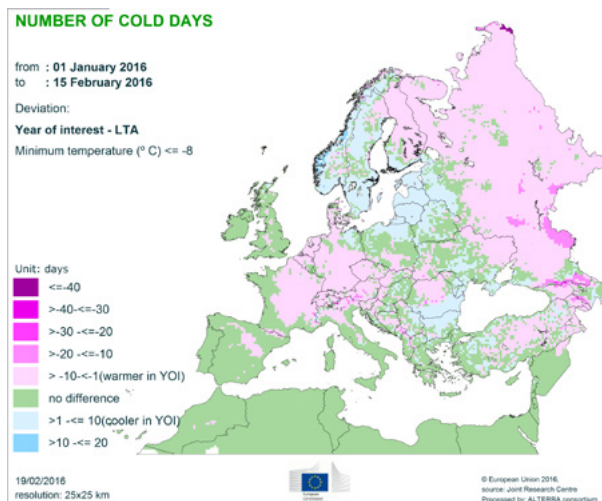 NUMBER OF COLD DAYS
from : 01 January 2016
to : 15 February 2016
Deviation:
Year of interest - LTA
Minimum temperature (º C) <= -8
Unit: days
<=-40
>-40-<=-30
>-30 -<=-20
>-20 -<=-10
> -10-<-1(warmer in YOI)
no difference
>1 -<= 10(cooler in YOI)
>10 -<= 20
19/02/2016
resolution: 25x25 km
European
Commission
© European Union 2016.
source: Joint Research Centre
Processed by: ALTERRA consortium